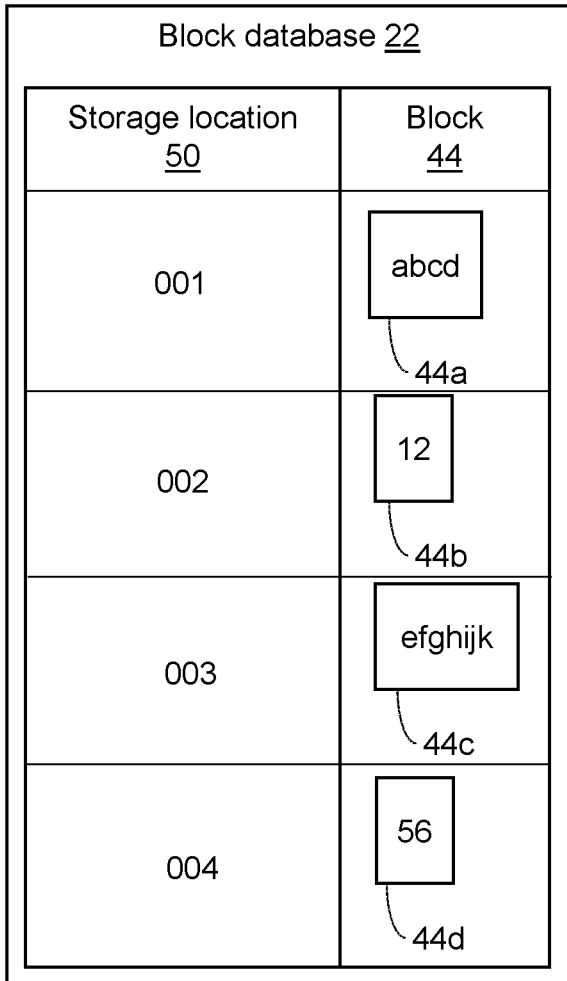 Block database 22
Storage location
50
Block
44
001
abcd
44a
002
12
44b
003
efghijk
44c
004
56
44d